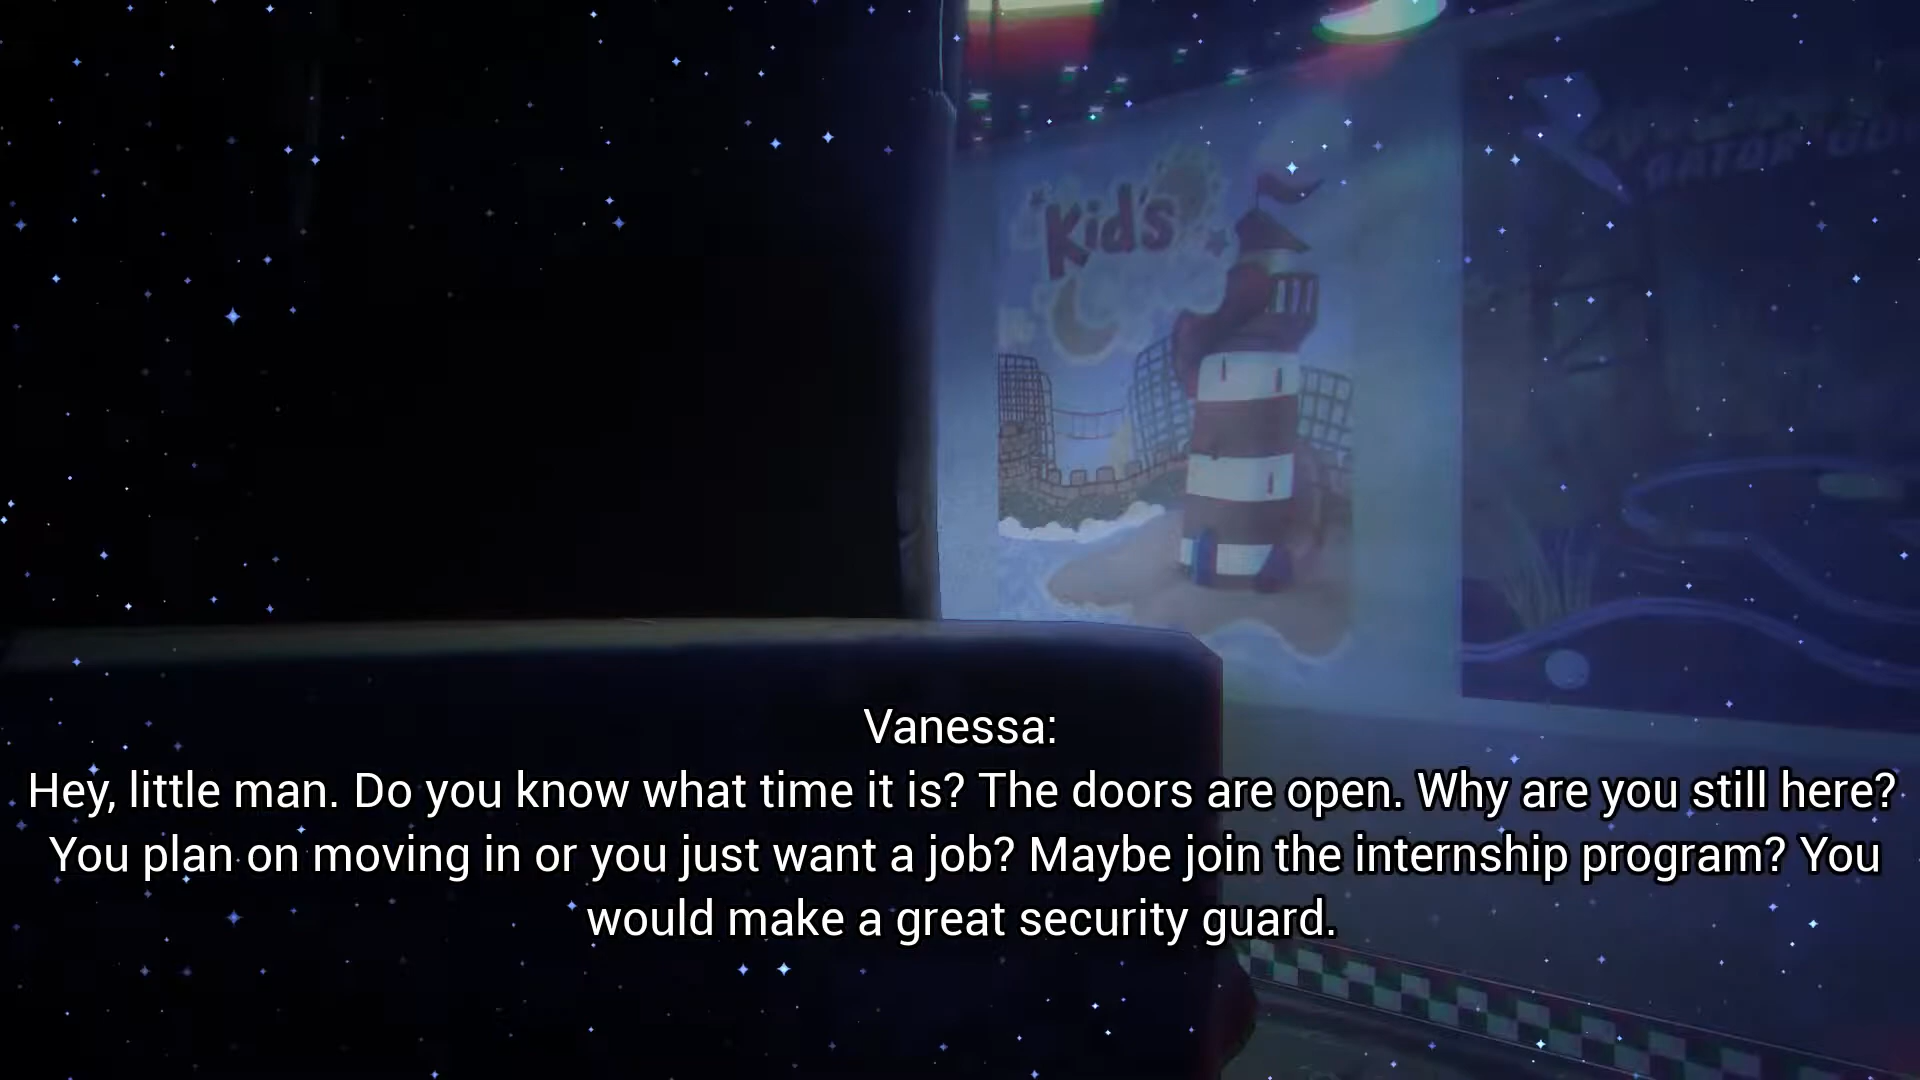 Kid's
GATOR GO
Vanessa:
Hey, little man. Do you know what time it is? The doors are open. Why are you still here?
You plan on moving in or you just want a job? Maybe join the internship program? You
would make a great security guard.